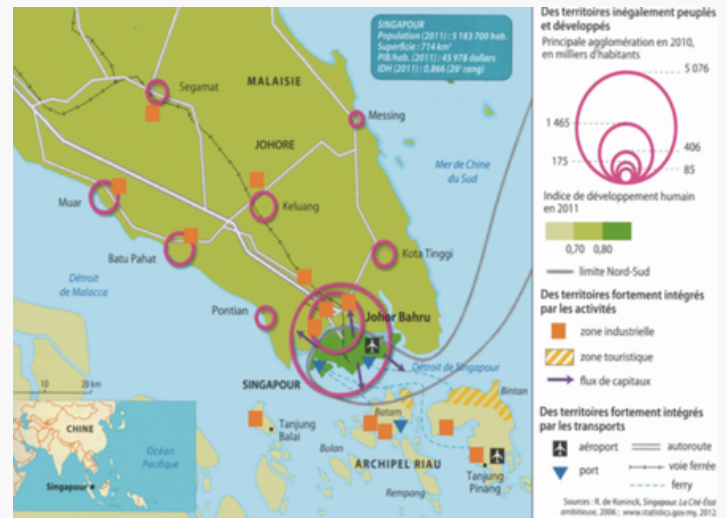 SINGAPOUR
Population (2011) : 5 183 700 hab.
Superficie : 714 km²
PIB/hab. (2011) : 45 978 dollars
IDH (2011) : 0,866 (26e rang)
MALAISIE
Segamat
Messing
JOHORE
Mer de Chine
du Sud
Muar
Keluang
Batu Pahat
Kota Tinggi
Détroit
de Malacca
Pontian
Johor Bahru
Détroit de Singapour
SINGAPOUR
Bintan
Batam
Tanjung
Balai
Bulan
ARCHIPEL RIAU
Tanjung
Pinang
Rempang
10 20 km
CHINE
Océan
Pacifique
Singapour
Des territoires inégalement peuplés
et développés
Principale agglomération en 2010,
en milliers d'habitants
5 076
1 465
406
175
85
Indice de développement humain
en 2011
0,70 0,80
limite Nord-Sud
Des territoires fortement intégrés
par les activités
zone industrielle
zone touristique
flux de capitaux
Des territoires fortement intégrés
par les transports
aéroport
autoroute
port
voie ferrée
ferry
Sources : R. de Koninck, Singapour. La Cité-État
ambitieuse, 2006 ; www.statistics.gov.my, 2012.